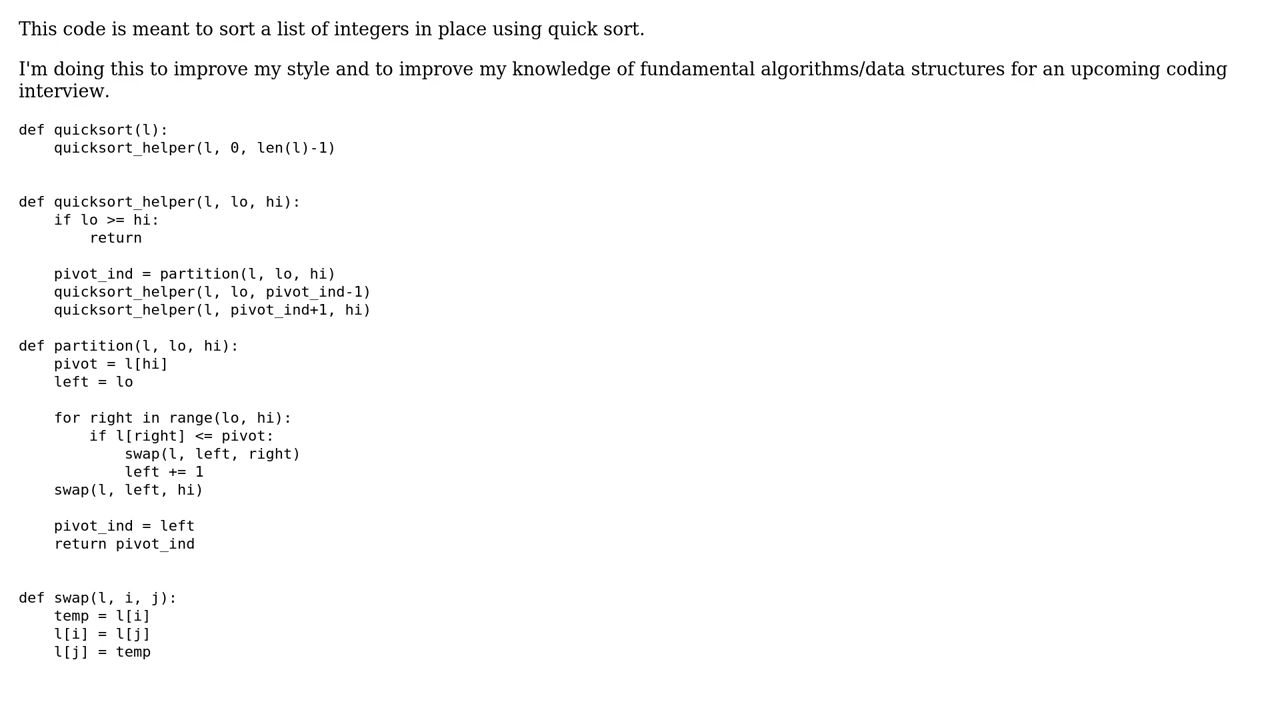 This code is meant to sort a list of integers in place using quick sort.
I'm doing this to improve my style and to improve my knowledge of fundamental algorithms/data structures for an upcoming coding
interview.
def quicksort(l):
    quicksort_helper(l, 0, len(l)-1)


def quicksort_helper(l, lo, hi):
    if lo >= hi:
        return

    pivot_ind = partition(l, lo, hi)
    quicksort_helper(l, lo, pivot_ind-1)
    quicksort_helper(l, pivot_ind+1, hi)

def partition(l, lo, hi):
    pivot = l[hi]
    left = lo

    for right in range(lo, hi):
        if l[right] <= pivot:
            swap(l, left, right)
            left += 1
    swap(l, left, hi)

    pivot_ind = left
    return pivot_ind


def swap(l, i, j):
    temp = l[i]
    l[i] = l[j]
    l[j] = temp